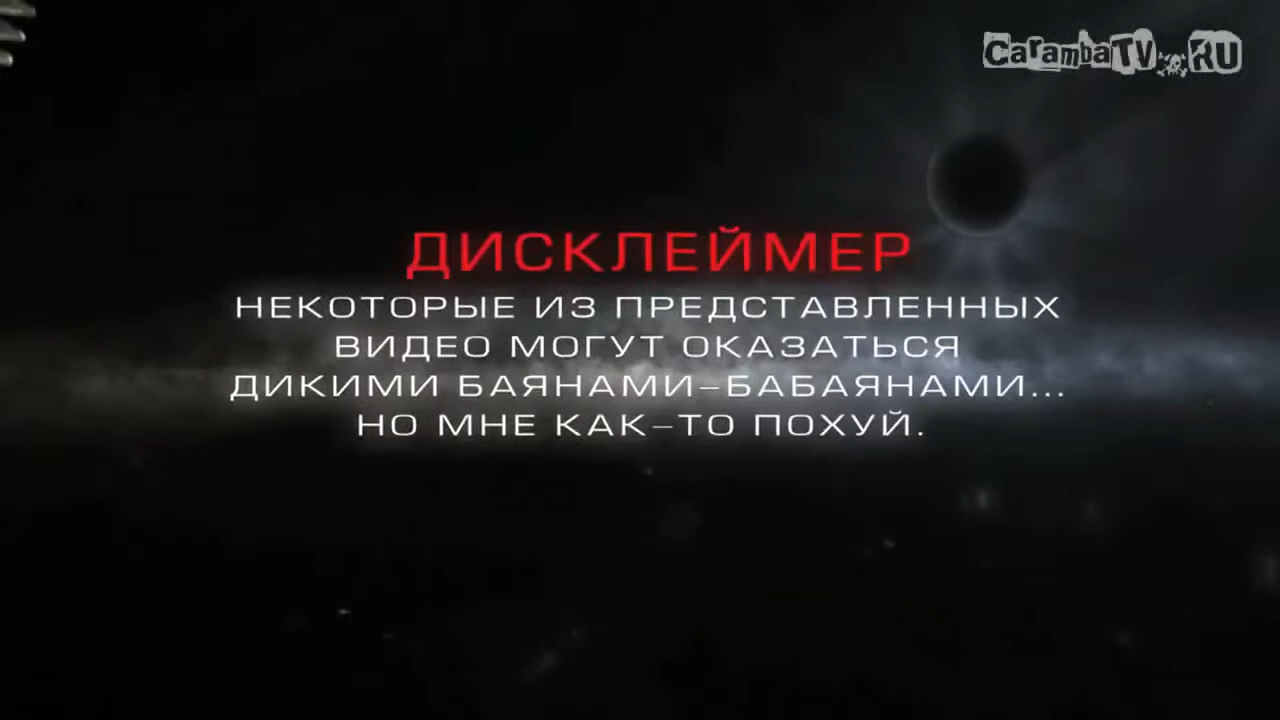 CarambaTV.RU
ДИСКЛЕЙМЕР
НЕКОТОРЫЕ ИЗ ПРЕДСТАВЛЕННЫХ
ВИДЕО МОГУТ ОКАЗАТЬСЯ
ДИКИМИ БАЯНАМИ–БАБАЯНАМИ...
НО МНЕ КАК–ТО ПОХУЙ.